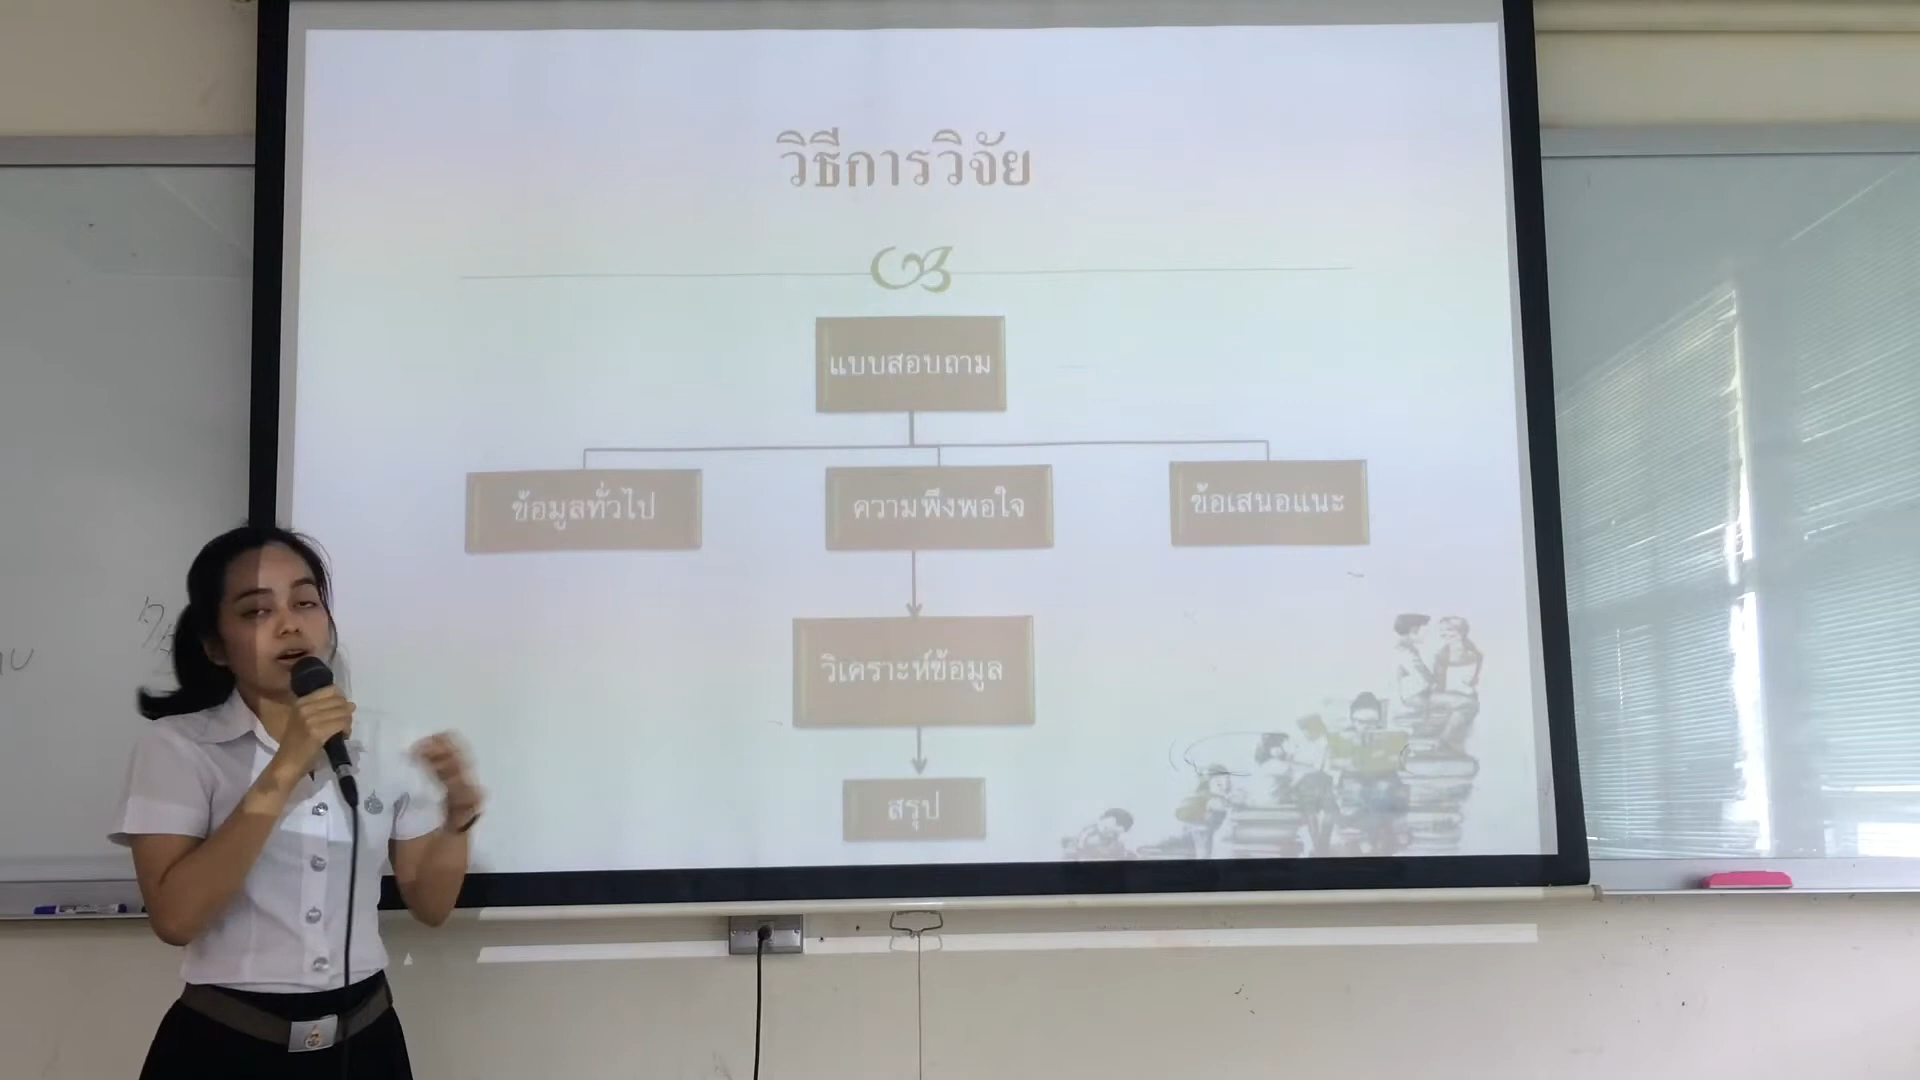 วิธีการวิจัย
แบบสอบถาม
ข้อมูลทั่วไป
ความพึงพอใจ
ข้อเสนอแนะ
วิเคราะห์ข้อมูล
สรุป